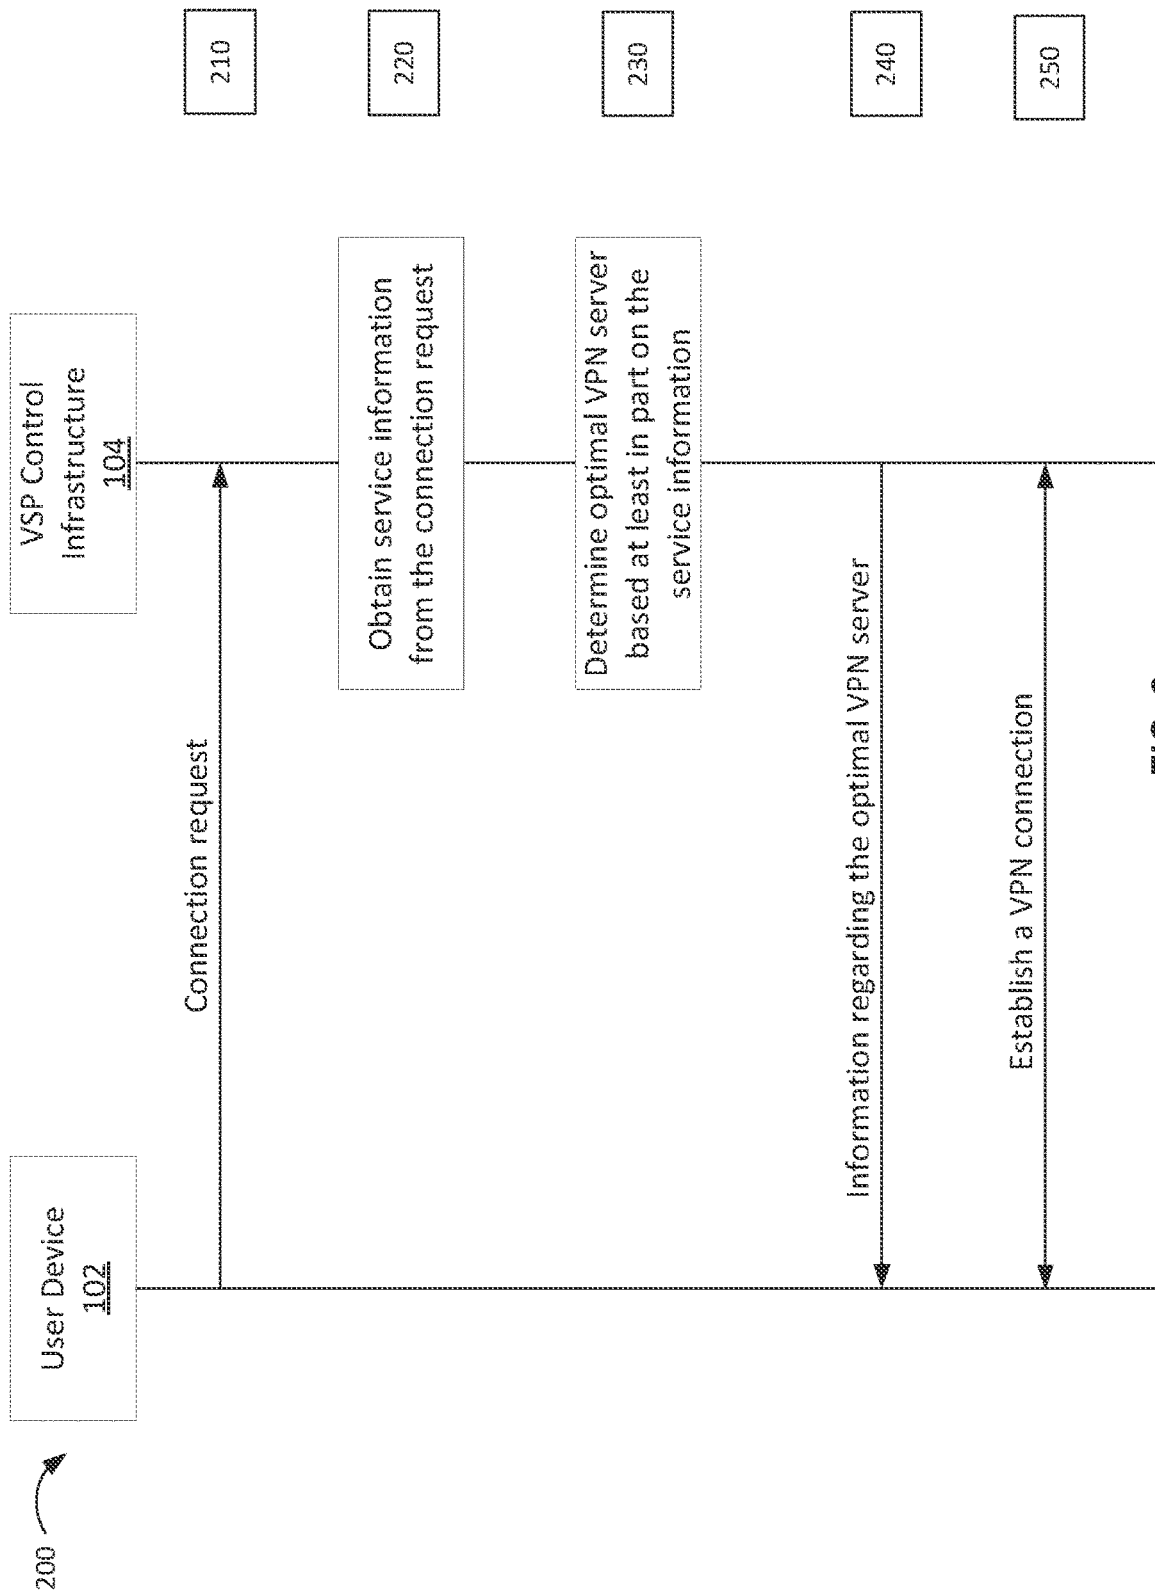 200
User Device
102
VSP Control
Infrastructure
104
Connection request
210
Obtain service information
from the connection request
220
Determine optimal VPN server
based at least in part on the
service information
230
Information regarding the optimal VPN server
240
Establish a VPN connection
250